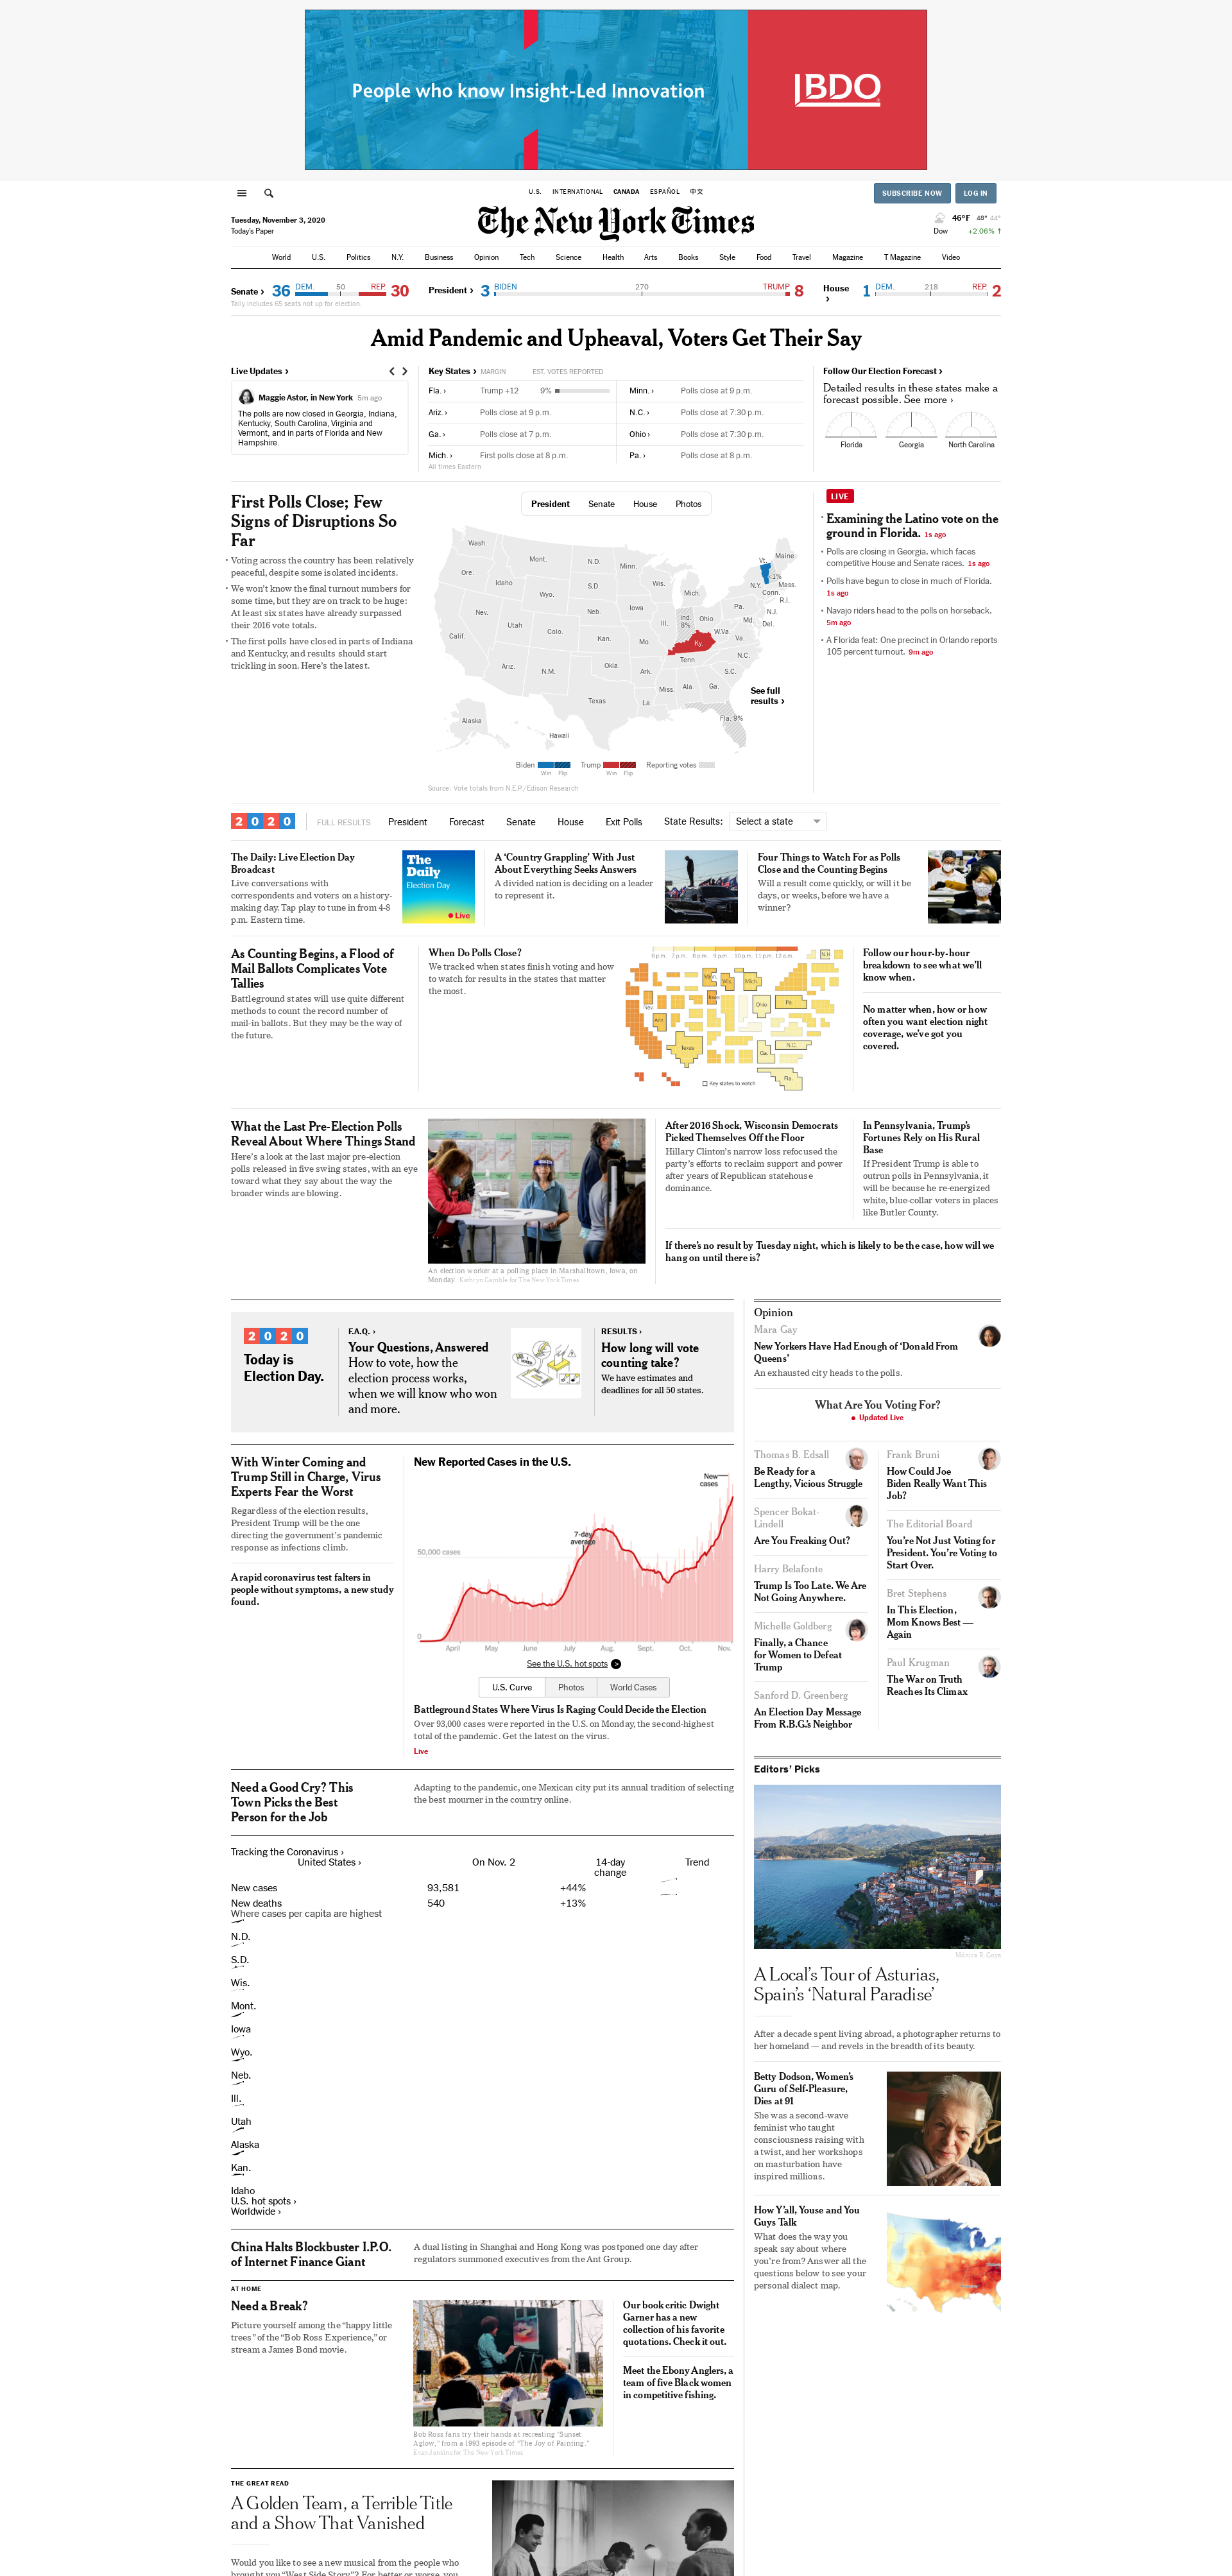 People who know Insight-Led Innovation
BDO
U.S. INTERNATIONAL CANADA ESPAÑOL 中文
SUBSCRIBE NOW LOG IN
Tuesday, November 3, 2020
Today's Paper
The New York Times
46°F 48° 44°
Dow +2.06% ↑
World U.S. Politics N.Y. Business Opinion Tech Science Health Arts Books Style Food Travel Magazine T Magazine Video
Senate › 36 DEM. 50 REP. 30
Tally includes 65 seats not up for election.
President › 3 BIDEN 270 TRUMP 8
House › 1 DEM. 218 REP. 2
Amid Pandemic and Upheaval, Voters Get Their Say
Live Updates ›
Maggie Astor, in New York 5m ago
The polls are now closed in Georgia, Indiana,
Kentucky, South Carolina, Virginia and
Vermont, and in parts of Florida and New
Hampshire.
Key States › MARGIN EST. VOTES REPORTED
Fla. › Trump +12 9%
Ariz. › Polls close at 9 p.m.
Ga. › Polls close at 7 p.m.
Mich. › First polls close at 8 p.m.
All times Eastern
Minn. › Polls close at 9 p.m.
N.C. › Polls close at 7:30 p.m.
Ohio › Polls close at 7:30 p.m.
Pa. › Polls close at 8 p.m.
Follow Our Election Forecast ›
Detailed results in these states make a
forecast possible. See more ›
Florida Georgia North Carolina
First Polls Close; Few
Signs of Disruptions So
Far
• Voting across the country has been relatively
peaceful, despite some isolated incidents.
• We won't know the final turnout numbers for
some time, but they are on track to be huge:
At least six states have already surpassed
their 2016 vote totals.
• The first polls have closed in parts of Indiana
and Kentucky, and results should start
trickling in soon. Here's the latest.
President Senate House Photos
Wash. Mont. N.D. Minn. Vt. Maine
Ore. Idaho S.D. Wis. Mich. N.Y. 1% Mass.
Wyo. Conn. R.I.
Nev. Neb. Iowa Pa. N.J.
Utah Colo. Ill. Ind. 8% Ohio Md. Del.
Calif. Kan. Mo. Ky. W.Va. Va.
Ariz. N.M. Okla. Ark. Tenn. N.C.
S.C.
Miss. Ala. Ga.
Texas La.
Fla. 9%
Alaska
Hawaii
See full
results ›
Biden Win Flip Trump Win Flip Reporting votes
Source: Vote totals from N.E.P./Edison Research
LIVE
• Examining the Latino vote on the
ground in Florida. 1s ago
• Polls are closing in Georgia, which faces
competitive House and Senate races. 1s ago
• Polls have begun to close in much of Florida.
1s ago
• Navajo riders head to the polls on horseback.
5m ago
• A Florida feat: One precinct in Orlando reports
105 percent turnout. 9m ago
2020 FULL RESULTS President Forecast Senate House Exit Polls State Results: Select a state
The Daily: Live Election Day
Broadcast
Live conversations with
correspondents and voters on a history-
making day. Tap play to tune in from 4-8
p.m. Eastern time.
The
Daily
Election Day
Live
A ‘Country Grappling’ With Just
About Everything Seeks Answers
A divided nation is deciding on a leader
to represent it.
Four Things to Watch For as Polls
Close and the Counting Begins
Will a result come quickly, or will it be
days, or weeks, before we have a
winner?
As Counting Begins, a Flood of
Mail Ballots Complicates Vote
Tallies
Battleground states will use quite different
methods to count the record number of
mail-in ballots. But they may be the way of
the future.
When Do Polls Close?
We tracked when states finish voting and how
to watch for results in the states that matter
the most.
6 p.m. 7 p.m. 8 p.m. 9 p.m. 10 p.m. 11 p.m. 12 a.m.
N.H.
Minn. Wis. Mich.
Nev. Iowa Ohio Pa.
Ariz.
Texas N.C.
Ga.
Fla.
Key states to watch
Follow our hour-by-hour
breakdown to see what we'll
know when.
No matter when, how or how
often you want election night
coverage, we've got you
covered.
What the Last Pre-Election Polls
Reveal About Where Things Stand
Here's a look at the last major pre-election
polls released in five swing states, with an eye
toward what they say about the way the
broader winds are blowing.
An election worker at a polling place in Marshalltown, Iowa, on
Monday. Kathryn Gamble for The New York Times
After 2016 Shock, Wisconsin Democrats
Picked Themselves Off the Floor
Hillary Clinton's narrow loss refocused the
party's efforts to reclaim support and power
after years of Republican statehouse
dominance.
In Pennsylvania, Trump's
Fortunes Rely on His Rural
Base
If President Trump is able to
outrun polls in Pennsylvania, it
will be because he re-energized
white, blue-collar voters in places
like Butler County.
If there's no result by Tuesday night, which is likely to be the case, how will we
hang on until there is?
2020
Today is
Election Day.
F.A.Q. ›
Your Questions, Answered
How to vote, how the
election process works,
when we will know who won
and more.
RESULTS ›
How long will vote
counting take?
We have estimates and
deadlines for all 50 states.
Opinion
Mara Gay
New Yorkers Have Had Enough of ‘Donald From
Queens’
An exhausted city heads to the polls.
What Are You Voting For?
Updated Live
Thomas B. Edsall
Be Ready for a
Lengthy, Vicious Struggle
Spencer Bokat-
Lindell
Are You Freaking Out?
Harry Belafonte
Trump Is Too Late. We Are
Not Going Anywhere.
Michelle Goldberg
Finally, a Chance
for Women to Defeat
Trump
Sanford D. Greenberg
An Election Day Message
From R.B.G.'s Neighbor
Frank Bruni
How Could Joe
Biden Really Want This
Job?
The Editorial Board
You're Not Just Voting for
President. You're Voting to
Start Over.
Bret Stephens
In This Election,
Mom Knows Best —
Again
Paul Krugman
The War on Truth
Reaches Its Climax
With Winter Coming and
Trump Still in Charge, Virus
Experts Fear the Worst
Regardless of the election results,
President Trump will be the one
directing the government's pandemic
response as infections climb.
A rapid coronavirus test falters in
people without symptoms, a new study
found.
New Reported Cases in the U.S.
New
cases
7-day
average
50,000 cases
0
April May June July Aug. Sept. Oct. Nov.
See the U.S. hot spots
U.S. Curve Photos World Cases
Battleground States Where Virus Is Raging Could Decide the Election
Over 93,000 cases were reported in the U.S. on Monday, the second-highest
total of the pandemic. Get the latest on the virus.
Live
Need a Good Cry? This
Town Picks the Best
Person for the Job
Adapting to the pandemic, one Mexican city put its annual tradition of selecting
the best mourner in the country online.
Tracking the Coronavirus ›
United States › On Nov. 2 14-day
change Trend
New cases 93,581 +44%
New deaths 540 +13%
Where cases per capita are highest
N.D.
S.D.
Wis.
Mont.
Iowa
Wyo.
Neb.
Ill.
Utah
Alaska
Kan.
Idaho
U.S. hot spots ›
Worldwide ›
Editors' Picks
Mónica R. Goya
A Local's Tour of Asturias,
Spain's ‘Natural Paradise’
After a decade spent living abroad, a photographer returns to
her homeland — and revels in the breadth of its beauty.
Betty Dodson, Women's
Guru of Self-Pleasure,
Dies at 91
She was a second-wave
feminist who taught
consciousness raising with
a twist, and her workshops
on masturbation have
inspired millions.
How Y'all, Youse and You
Guys Talk
What does the way you
speak say about where
you're from? Answer all the
questions below to see your
personal dialect map.
China Halts Blockbuster I.P.O.
of Internet Finance Giant
A dual listing in Shanghai and Hong Kong was postponed one day after
regulators summoned executives from the Ant Group.
AT HOME
Need a Break?
Picture yourself among the “happy little
trees” of the “Bob Ross Experience,” or
stream a James Bond movie.
Bob Ross fans try their hands at recreating “Sunset
Aglow,” from a 1993 episode of “The Joy of Painting.”
Evan Jenkins for The New York Times
Our book critic Dwight
Garner has a new
collection of his favorite
quotations. Check it out.
Meet the Ebony Anglers, a
team of five Black women
in competitive fishing.
THE GREAT READ
A Golden Team, a Terrible Title
and a Show That Vanished
Would you like to see a new musical from the people who
brought you “West Side Story”? For better or worse, you